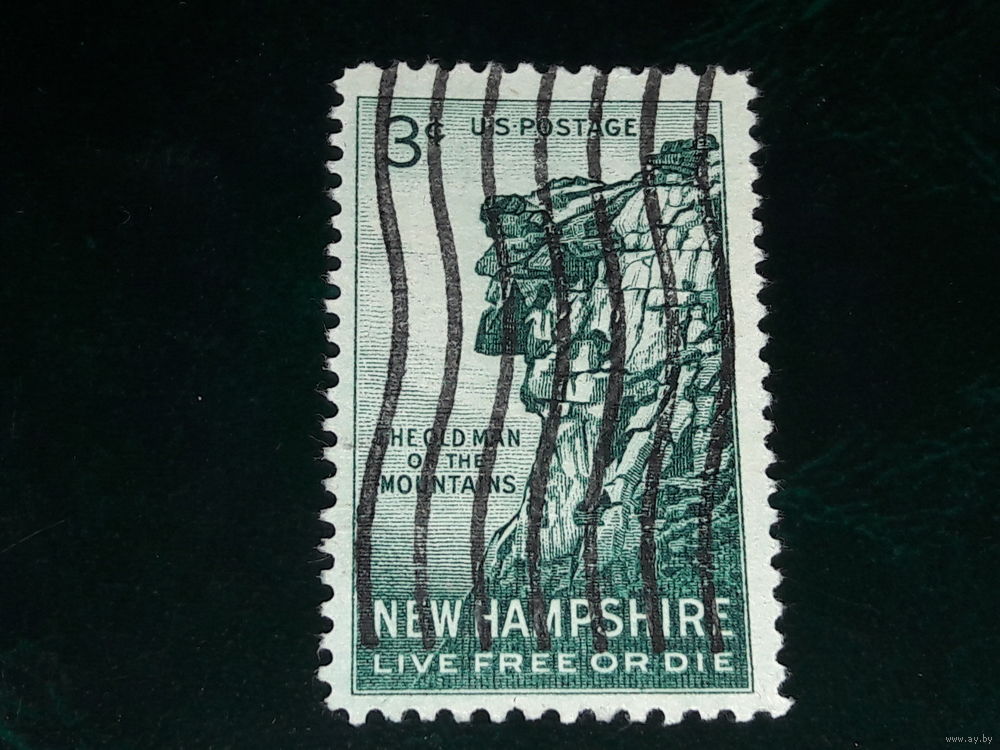 3¢ U.S. POSTAGE
THE OLD MAN
OF THE
MOUNTAINS
NEW HAMPSHIRE
LIVE FREE OR DIE
www.ay.by